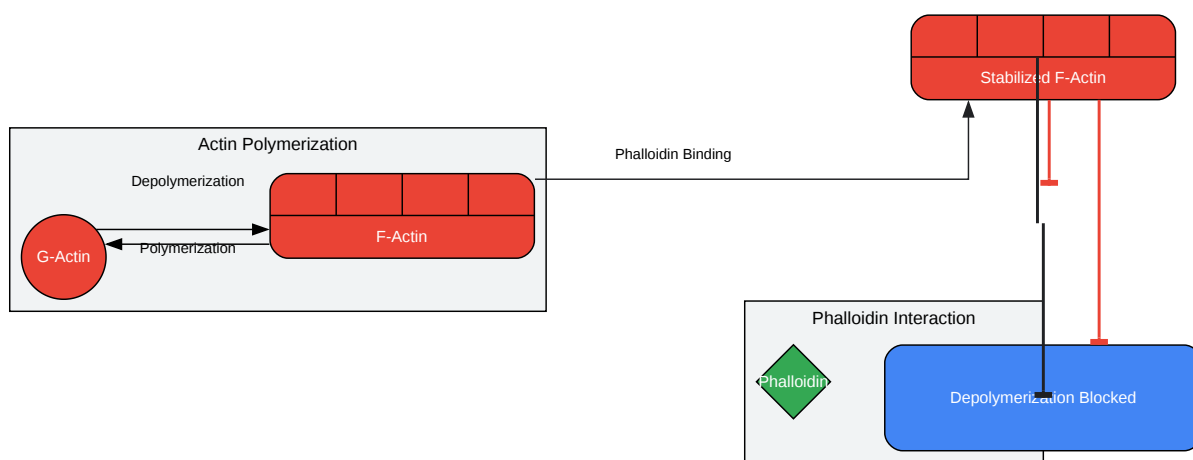 Stabilized F-Actin
Actin Polymerization
Phalloidin Binding
Depolymerization
F-Actin
Polymerization
G-Actin
Phalloidin Interaction
Phalloidin
Depolymerization Blocked